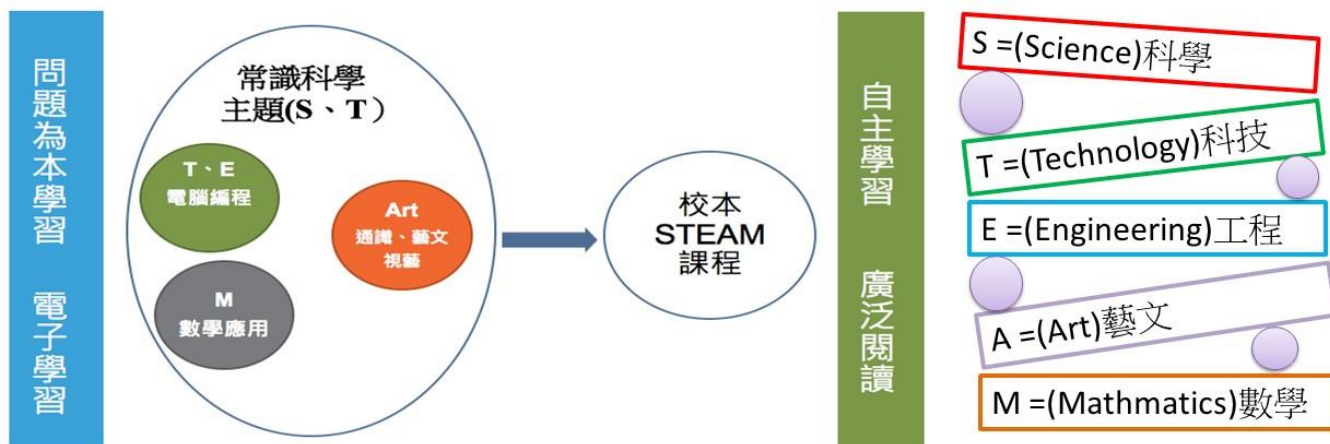 問題為本學習 電子學習
常識科學
主題(S、T)
T、E
電腦編程
Art
通識、藝文
視藝
M
數學應用
校本
STEAM
課程
自主學習 廣泛閱讀
S =(Science)科學
T =(Technology)科技
E =(Engineering)工程
A =(Art)藝文
M =(Mathmatics)數學